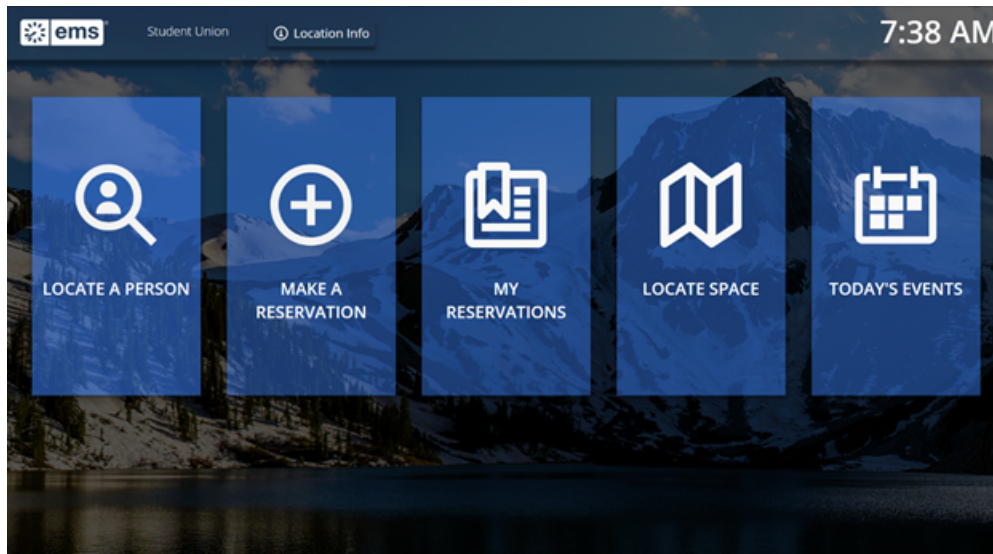 ems
Student Union
Location Info
7:38 AM
LOCATE A PERSON
MAKE A
RESERVATION
MY
RESERVATIONS
LOCATE SPACE
TODAY'S EVENTS